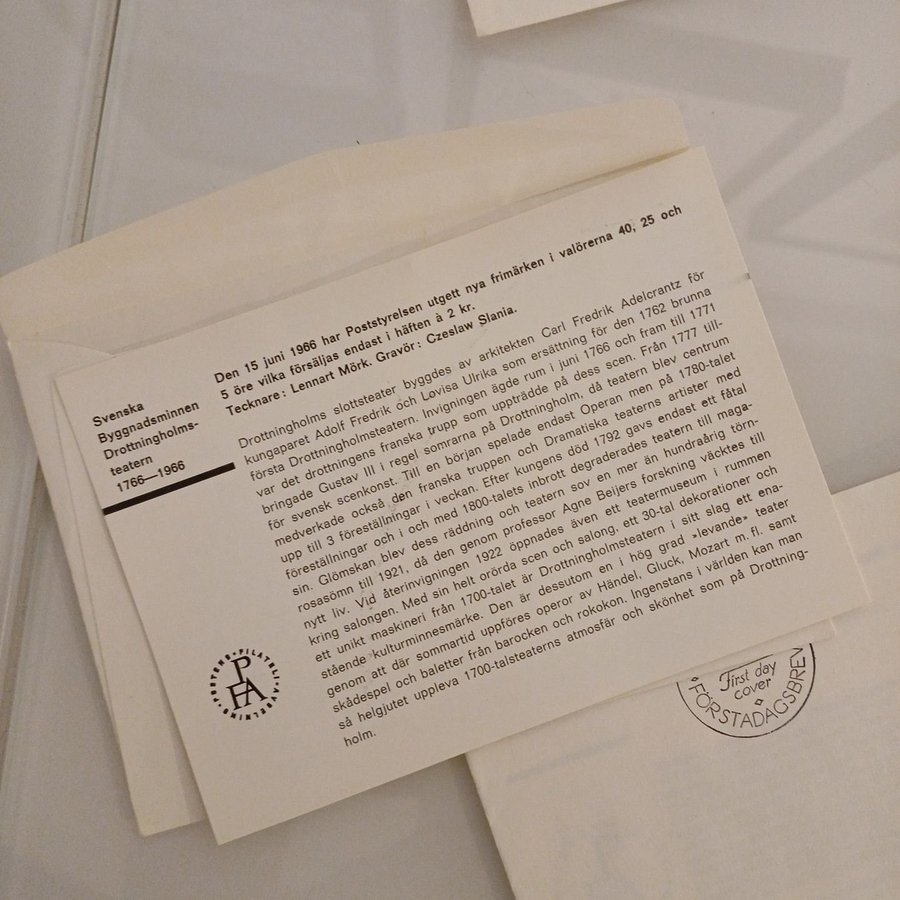 Svenska
Byggnadsminnen
Drottningholms-
teatern
1766—1966
Den 15 juni 1966 har Poststyrelsen utgett nya frimärken i valörerna 40, 25 och
5 öre vilka försäljas endast i häften à 2 kr.
Tecknare: Lennart Mörk. Gravör: Czeslaw Slania.
Drottningholms slottsteater byggdes av arkitekten Carl Fredrik Adelcrantz för
kungaparet Adolf Fredrik och Lovisa Ulrika som ersättning för den 1762 brunna
första Drottningholmsteatern. Invigningen ägde rum i juni 1766 och fram till 1771
var det drottningens franska trupp som uppträdde på dess scen. Från 1777 till-
bringade Gustav III i regel somrarna på Drottningholm, då teatern blev centrum
för svensk scenkonst. Till en början spelade endast Operan men på 1780-talet
medverkade också den franska truppen och Dramatiska teaterns artister med
upp till 3 föreställningar i veckan. Efter kungens död 1792 gavs endast ett fåtal
föreställningar och i och med 1800-talets inbrott degraderades teatern till maga-
sin. Glömskan blev dess räddning och teatern sov en mer än hundraårig törn-
rosasömn till 1921, då den genom professor Agne Beijers forskning väcktes till
nytt liv. Vid återinvigningen 1922 öppnades även ett teatermuseum i rummen
kring salongen. Med sin helt orörda scen och salong, ett 30-tal dekorationer och
ett unikt maskineri från 1700-talet är Drottningholmsteatern i sitt slag ett ena-
stående kulturminnesmärke. Den är dessutom en i hög grad »levande» teater
genom att där sommartid uppföres operor av Händel, Gluck, Mozart m. fl. samt
skådespel och baletter från barocken och rokokon. Ingenstans i världen kan man
så helgjutet uppleva 1700-talsteaterns atmosfär och skönhet som på Drottning-
holm.
POSTENS FILATELI AVDELNING
PFA
First day
cover
FÖRSTADAGSBREV